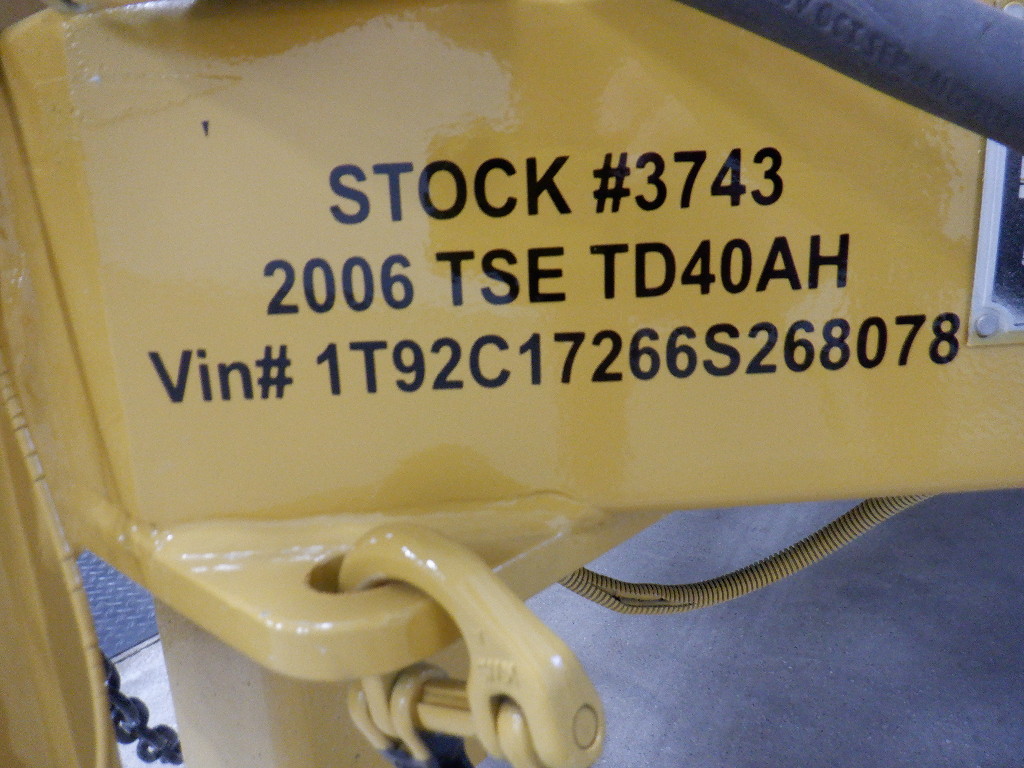 STOCK #3743
2006 TSE TD40AH
Vin# 1T92C17266S268078